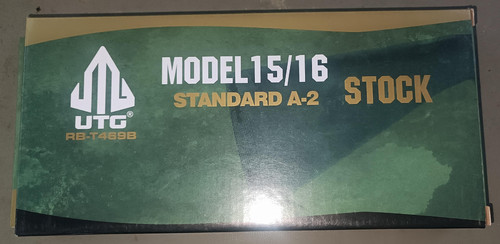 MODEL 15/16
STANDARD A-2 STOCK
UTG®
RB-T469B